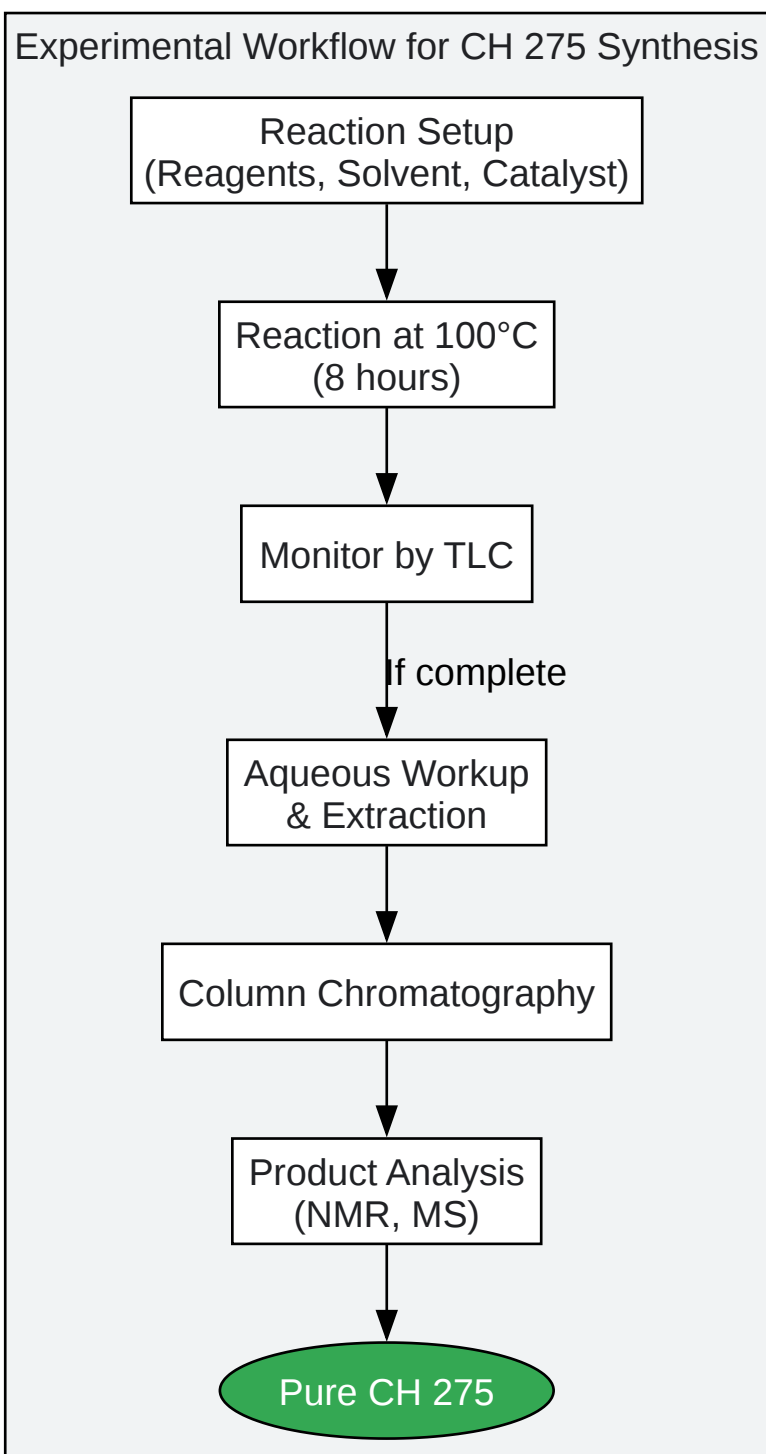 Experimental Workflow for CH 275 Synthesis
Reaction Setup
(Reagents, Solvent, Catalyst)
Reaction at 100°C
(8 hours)
Monitor by TLC
If complete
Aqueous Workup
& Extraction
Column Chromatography
Product Analysis
(NMR, MS)
Pure CH 275